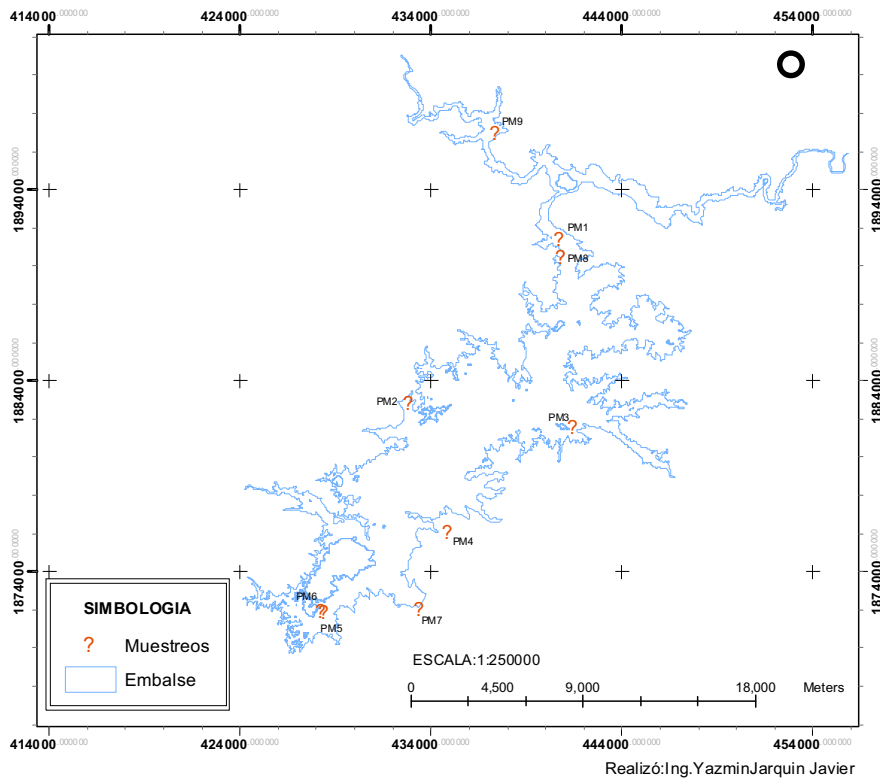 414000.000000 424000.000000 434000.000000 444000.000000 454000.000000
PM9
1894000.000000 1894000.000000
PM1
PM8
1884000.000000 1884000.000000
PM2
PM3
PM4
1874000.000000 1874000.000000
PM6
PM7
PM5
SIMBOLOGIA
? Muestreos
Embalse
ESCALA:1:250000
0 4,500 9,000 18,000 Meters
414000.000000 424000.000000 434000.000000 444000.000000 454000.000000
Realizó:Ing.YazminJarquin Javier